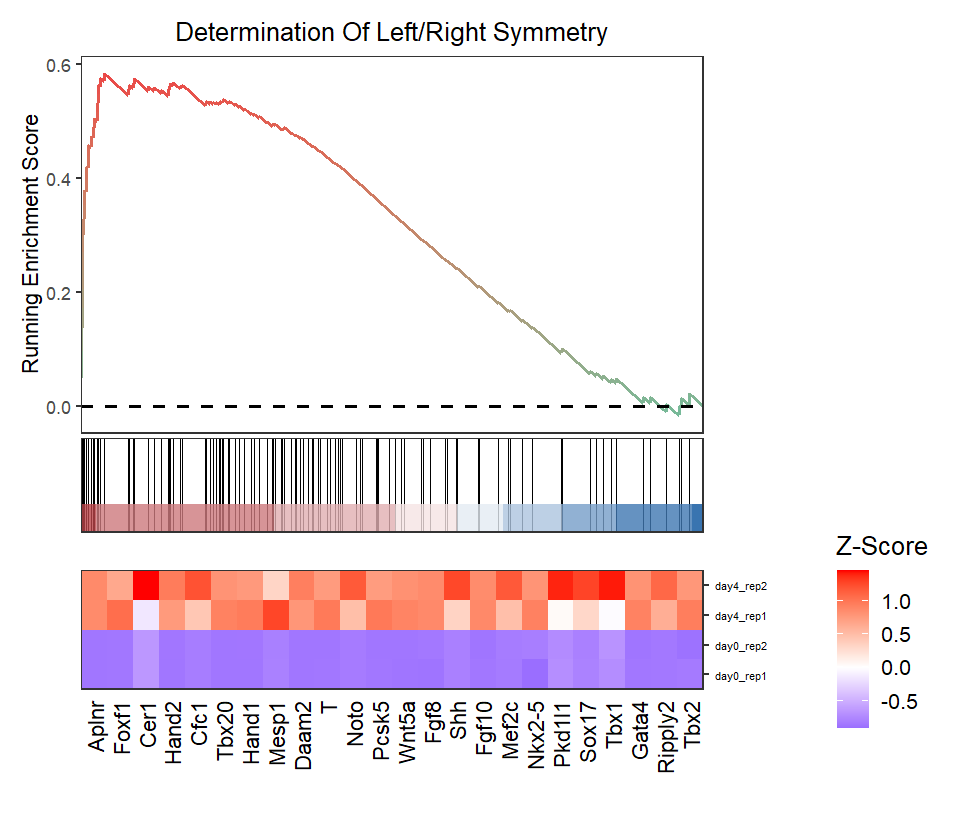 Determination Of Left/Right Symmetry
Running Enrichment Score
0.6
0.4
0.2
0.0
Z-Score
1.0
0.5
0.0
-0.5
day4_rep2
day4_rep1
day0_rep2
day0_rep1
Aplnr
Foxf1
Cer1
Hand2
Cfc1
Tbx20
Hand1
Mesp1
Daam2
T
Noto
Pcsk5
Wnt5a
Fgf8
Shh
Fgf10
Mef2c
Nkx2-5
Pkd1l1
Sox17
Tbx1
Gata4
Ripply2
Tbx2